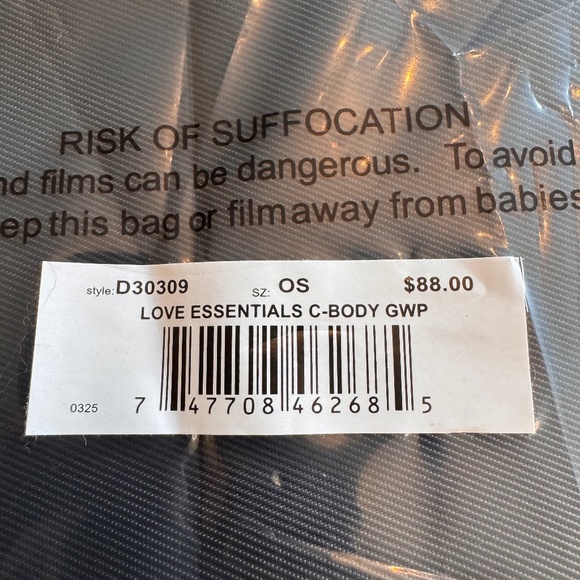 RISK OF SUFFOCATION
nd films can be dangerous. To avoid
ep this bag or film away from babies
style: D30309 SZ: OS $88.00
LOVE ESSENTIALS C-BODY GWP
0325 7 47708 46268 5